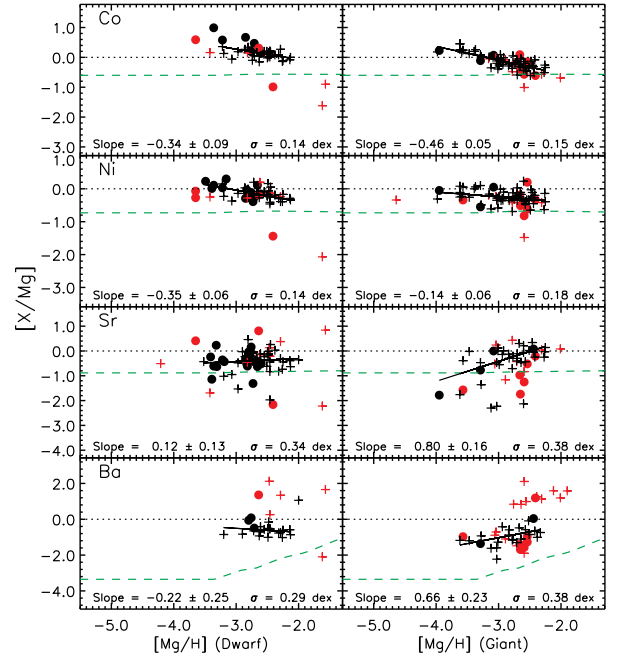 1.0
Co
0.0
-1.0
-2.0
Slope = -0.34 ± 0.09 σ = 0.14 dex
Slope = -0.46 ± 0.05 σ = 0.15 dex
-3.0
1.0
Ni
0.0
-1.0
-2.0
-3.0
Slope = -0.35 ± 0.06 σ = 0.14 dex
Slope = -0.14 ± 0.06 σ = 0.18 dex
[X/Mg]
1.0
Sr
0.0
-1.0
-2.0
-3.0
Slope = 0.12 ± 0.13 σ = 0.34 dex
Slope = 0.80 ± 0.16 σ = 0.38 dex
-4.0
2.0
Ba
0.0
-2.0
-4.0
Slope = -0.22 ± 0.25 σ = 0.29 dex
Slope = 0.66 ± 0.23 σ = 0.38 dex
-5.0 -4.0 -3.0 -2.0
-5.0 -4.0 -3.0 -2.0
[Mg/H] (Dwarf)
[Mg/H] (Giant)